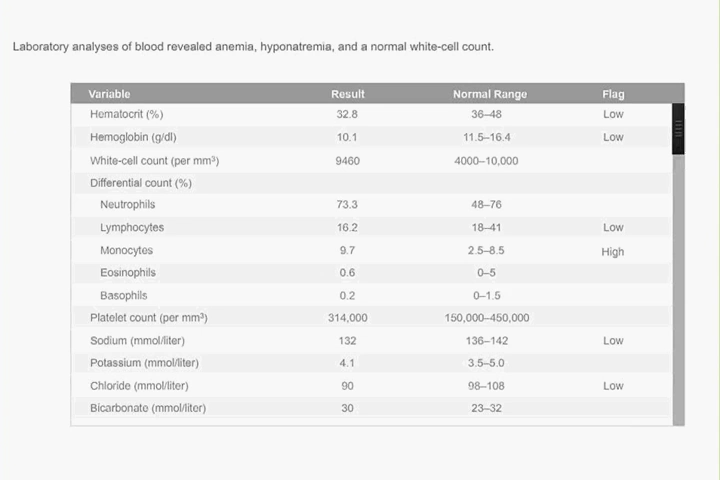 Laboratory analyses of blood revealed anemia, hyponatremia, and a normal white-cell count.
Variable Result Normal Range Flag
Hematocrit (%) 32.8 36–48 Low
Hemoglobin (g/dl) 10.1 11.5–16.4 Low
White-cell count (per mm³) 9460 4000–10,000
Differential count (%)
Neutrophils 73.3 48–76
Lymphocytes 16.2 18–41 Low
Monocytes 9.7 2.5–8.5 High
Eosinophils 0.6 0–5
Basophils 0.2 0–1.5
Platelet count (per mm³) 314,000 150,000–450,000
Sodium (mmol/liter) 132 136–142 Low
Potassium (mmol/liter) 4.1 3.5–5.0
Chloride (mmol/liter) 90 98–108 Low
Bicarbonate (mmol/liter) 30 23–32